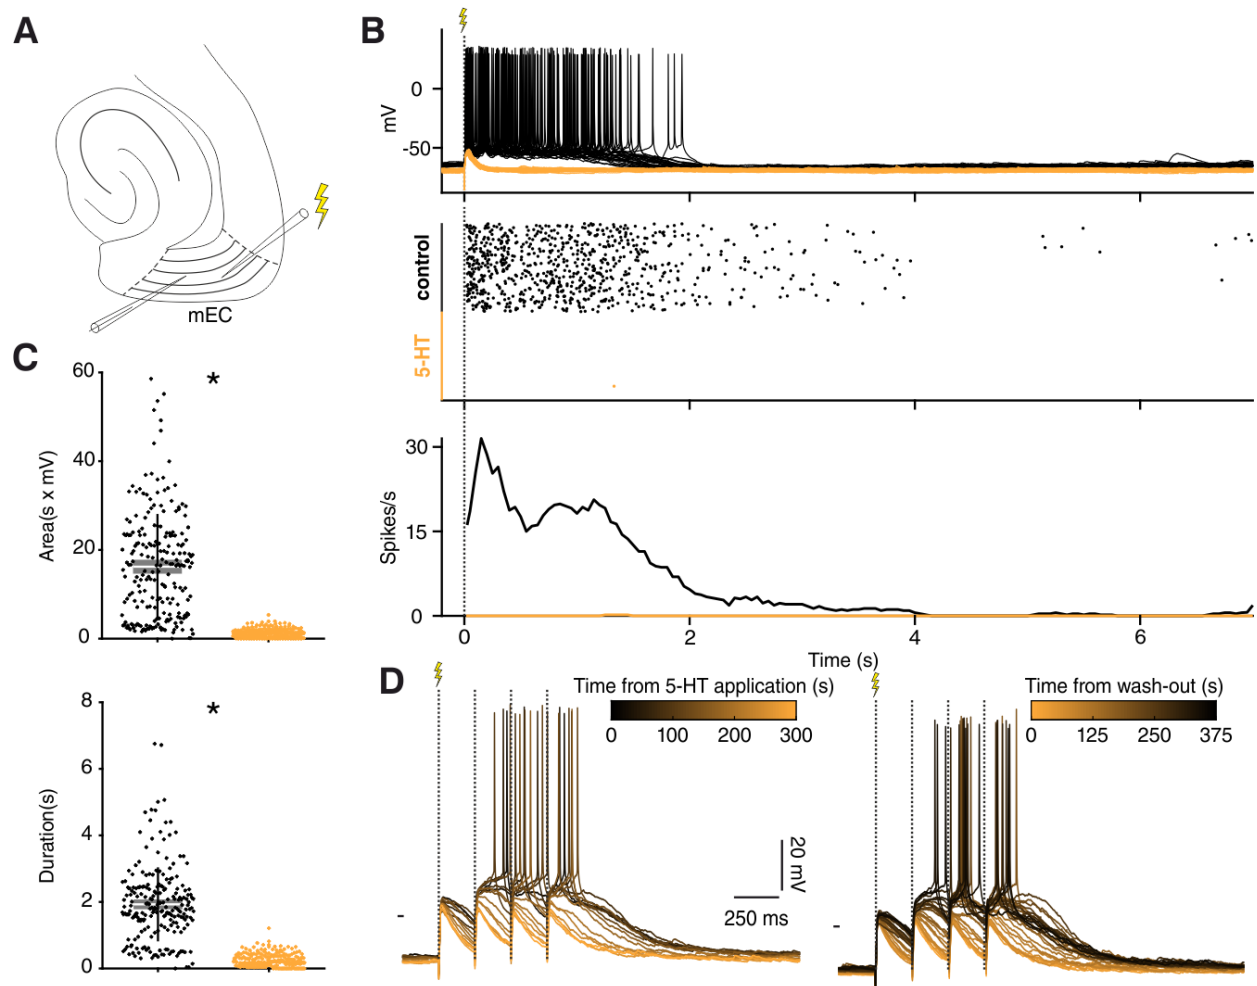 A
mEC
B
0
-50
mV
control
5-HT
30
15
0
Spikes/s
0
2
4
6
Time (s)
C
60
40
20
0
Area(s x mV)
*
8
6
4
2
0
Duration(s)
*
D
Time from 5-HT application (s)
0 100 200 300
20 mV
250 ms
-
Time from wash-out (s)
0 125 250 375
-